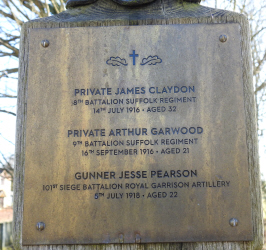 PRIVATE JAMES CLAYDON
8TH BATTALION SUFFOLK REGIMENT
14TH JULY 1916 • AGED 32
PRIVATE ARTHUR GARWOOD
9TH BATTALION SUFFOLK REGIMENT
16TH SEPTEMBER 1916 • AGED 21
GUNNER JESSE PEARSON
101ST SIEGE BATTALION ROYAL GARRISON ARTILLERY
5TH JULY 1918 • AGED 22